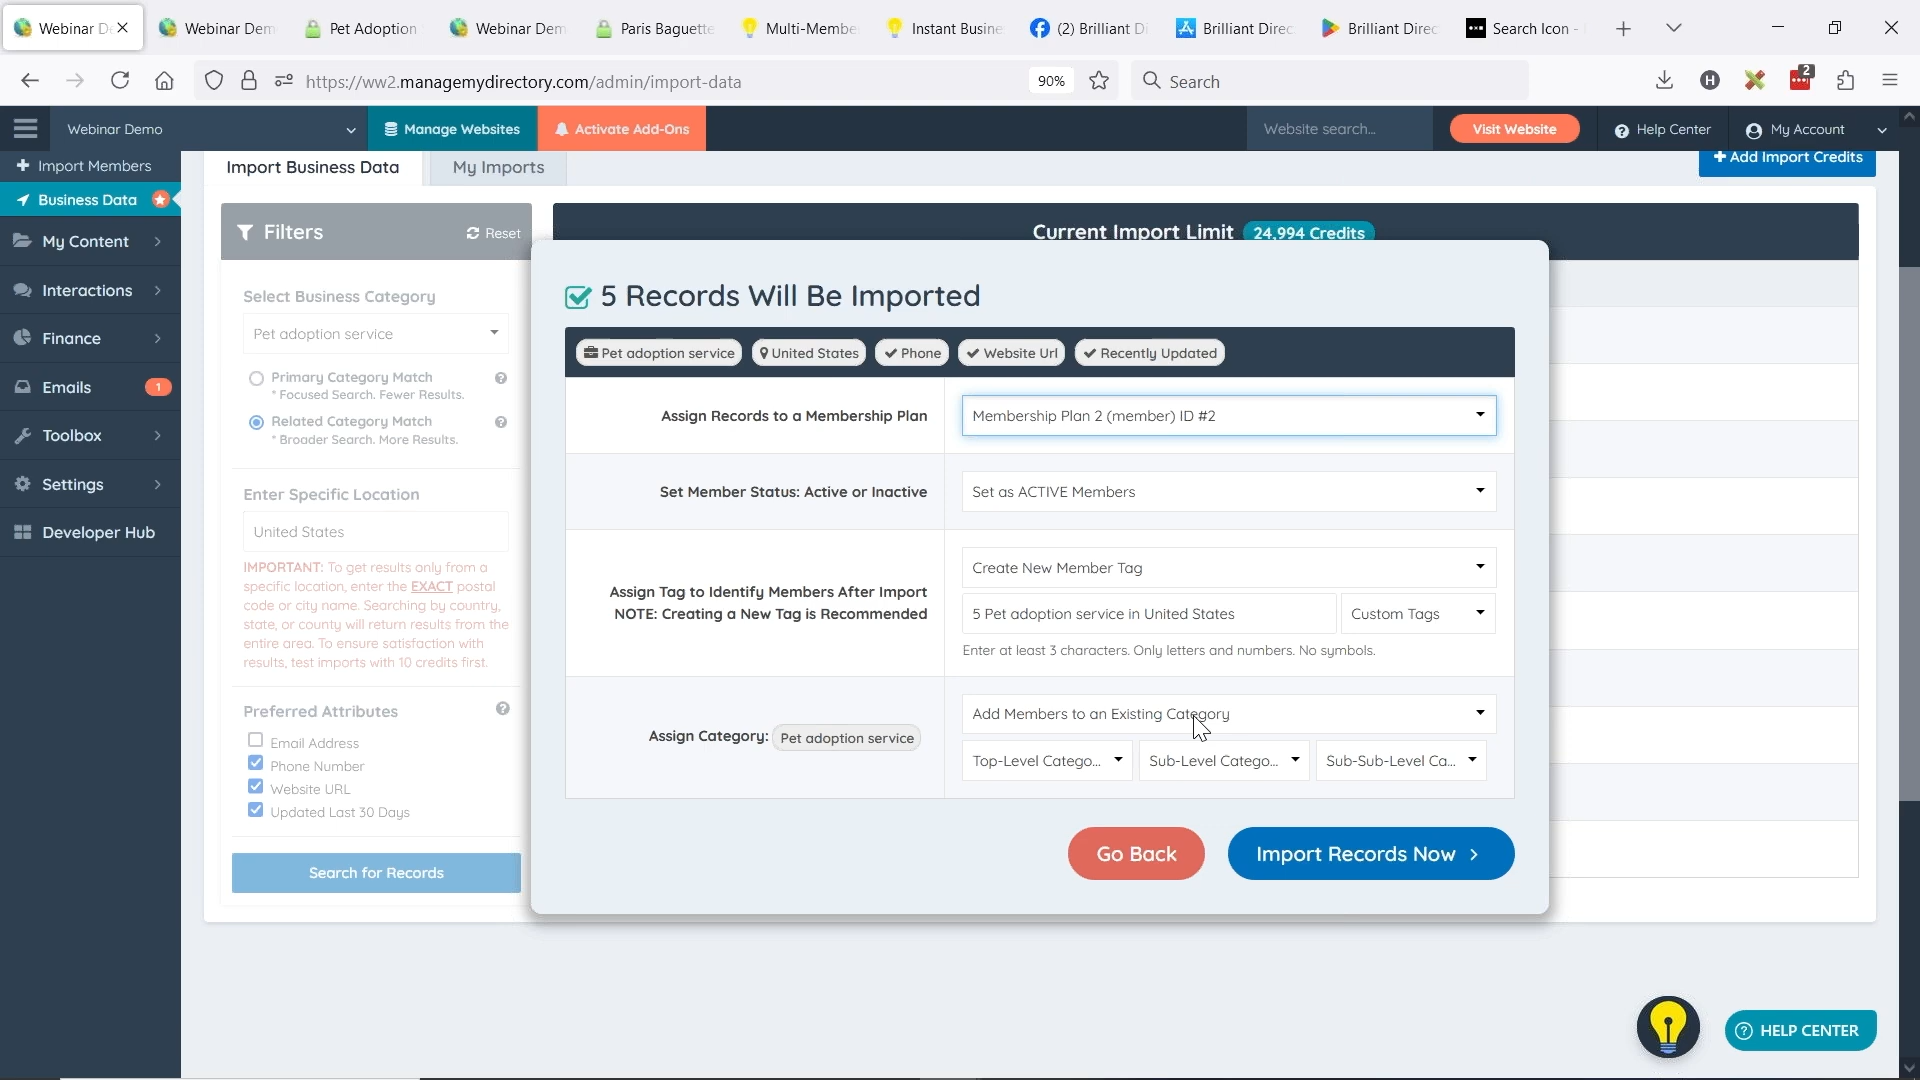 Webinar D
Webinar Dem
Pet Adoption
Webinar Dem
Paris Baguette
Multi-Membe
Instant Busine
(2) Brilliant Di
Brilliant Direc
Brilliant Direc
Search Icon -
https://ww2.managemydirectory.com/admin/import-data
90%
Search
H
2
Webinar Demo
Manage Websites
Activate Add-Ons
Website search...
Visit Website
Help Center
My Account
Import Members
Business Data
My Content
Interactions
Finance
Emails
1
Toolbox
Settings
Developer Hub
Import Business Data
My Imports
+ Add Import Credits
Filters
Reset
Current Import Limit 24,994 Credits
Select Business Category
Pet adoption service
Primary Category Match
* Focused Search. Fewer Results.
Related Category Match
* Broader Search. More Results.
Enter Specific Location
United States
IMPORTANT: To get results only from a
specific location, enter the EXACT postal
code or city name. Searching by country,
state, or county will return results from the
entire area. To ensure satisfaction with
results, test imports with 10 credits first.
Preferred Attributes
Email Address
Phone Number
Website URL
Updated Last 30 Days
Search for Records
5 Records Will Be Imported
Pet adoption service
United States
Phone
Website Url
Recently Updated
Assign Records to a Membership Plan
Membership Plan 2 (member) ID #2
Set Member Status: Active or Inactive
Set as ACTIVE Members
Assign Tag to Identify Members After Import
NOTE: Creating a New Tag is Recommended
Create New Member Tag
5 Pet adoption service in United States
Custom Tags
Enter at least 3 characters. Only letters and numbers. No symbols.
Assign Category: Pet adoption service
Add Members to an Existing Category
Top-Level Catego...
Sub-Level Catego...
Sub-Sub-Level Ca...
Go Back
Import Records Now >
HELP CENTER